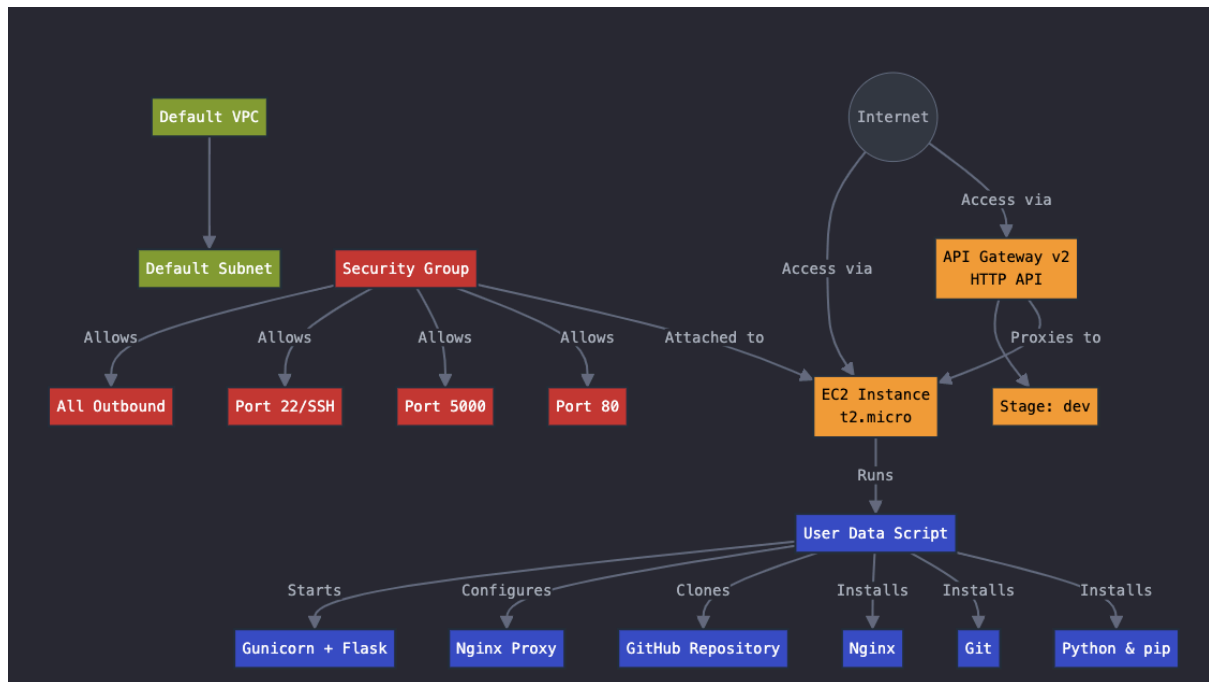 Default VPC
Internet
Access via
Default Subnet
Security Group
Access via
API Gateway v2
HTTP API
Allows
Allows
Allows
Allows
Attached to
Proxies to
All Outbound
Port 22/SSH
Port 5000
Port 80
EC2 Instance
t2.micro
Stage: dev
Runs
User Data Script
Starts
Configures
Clones
Installs
Installs
Installs
Gunicorn + Flask
Nginx Proxy
GitHub Repository
Nginx
Git
Python & pip